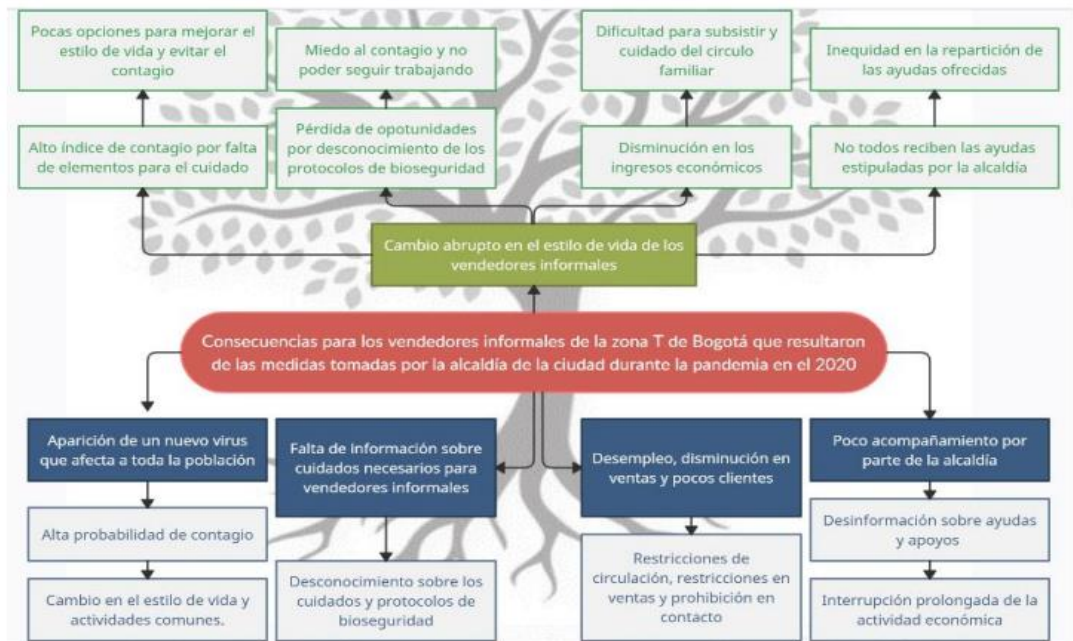 Pocas opciones para mejorar el
estilo de vida y evitar el
contagio
Miedo al contagio y no
poder seguir trabajando
Dificultad para subsistir y
cuidado del circulo
familiar
Inequidad en la repartición de
las ayudas ofrecidas
Alto índice de contagio por falta
de elementos para el cuidado
Pérdida de opotunidades
por desconocimiento de los
protocolos de bioseguridad
Disminución en los
ingresos económicos
No todos reciben las ayudas
estipuladas por la alcaldía
Cambio abrupto en el estilo de vida de los
vendedores informales
Consecuencias para los vendedores informales de la zona T de Bogotá que resultaron
de las medidas tomadas por la alcaldía de la ciudad durante la pandemia en el 2020
Aparición de un nuevo virus
que afecta a toda la población
Falta de información sobre
cuidados necesarios para
vendedores informales
Desempleo, disminución en
ventas y pocos clientes
Poco acompañamiento por
parte de la alcaldía
Alta probabilidad de contagio
Desconocimiento sobre los
cuidados y protocolos de
bioseguridad
Restricciones de
circulación, restricciones en
ventas y prohibición en
contacto
Desinformación sobre ayudas
y apoyos
Cambio en el estilo de vida y
actividades comunes.
Interrupción prolongada de la
actividad económica